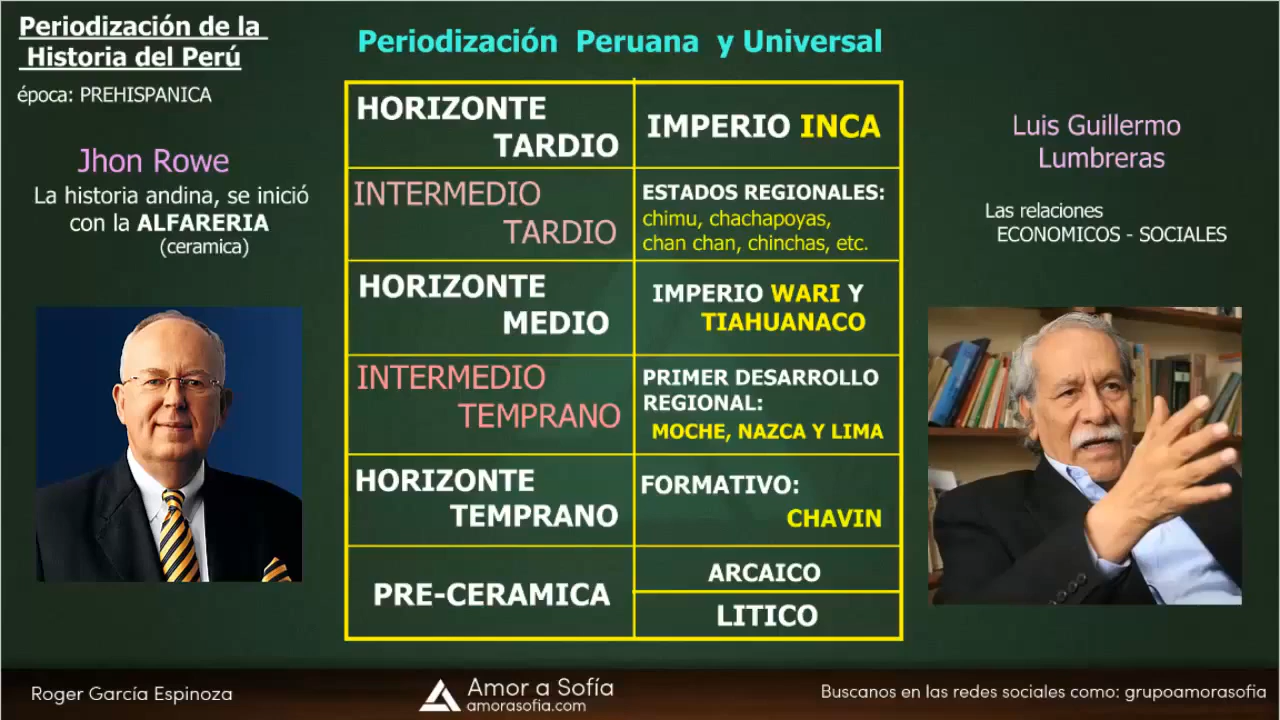 Periodización de la
Historia del Perú
época: PREHISPANICA
Jhon Rowe
La historia andina, se inició
con la ALFARERIA
(ceramica)
Periodización Peruana y Universal
HORIZONTE
TARDIO
IMPERIO INCA
INTERMEDIO
TARDIO
ESTADOS REGIONALES:
chimu, chachapoyas,
chan chan, chinchas, etc.
HORIZONTE
MEDIO
IMPERIO WARI Y
TIAHUANACO
INTERMEDIO
TEMPRANO
PRIMER DESARROLLO
REGIONAL:
MOCHE, NAZCA Y LIMA
HORIZONTE
TEMPRANO
FORMATIVO:
CHAVIN
PRE-CERAMICA
ARCAICO
LITICO
Luis Guillermo
Lumbreras
Las relaciones
ECONOMICOS - SOCIALES
Roger García Espinoza
Amor a Sofía
amorasofia.com
Buscanos en las redes sociales como: grupoamorasofia